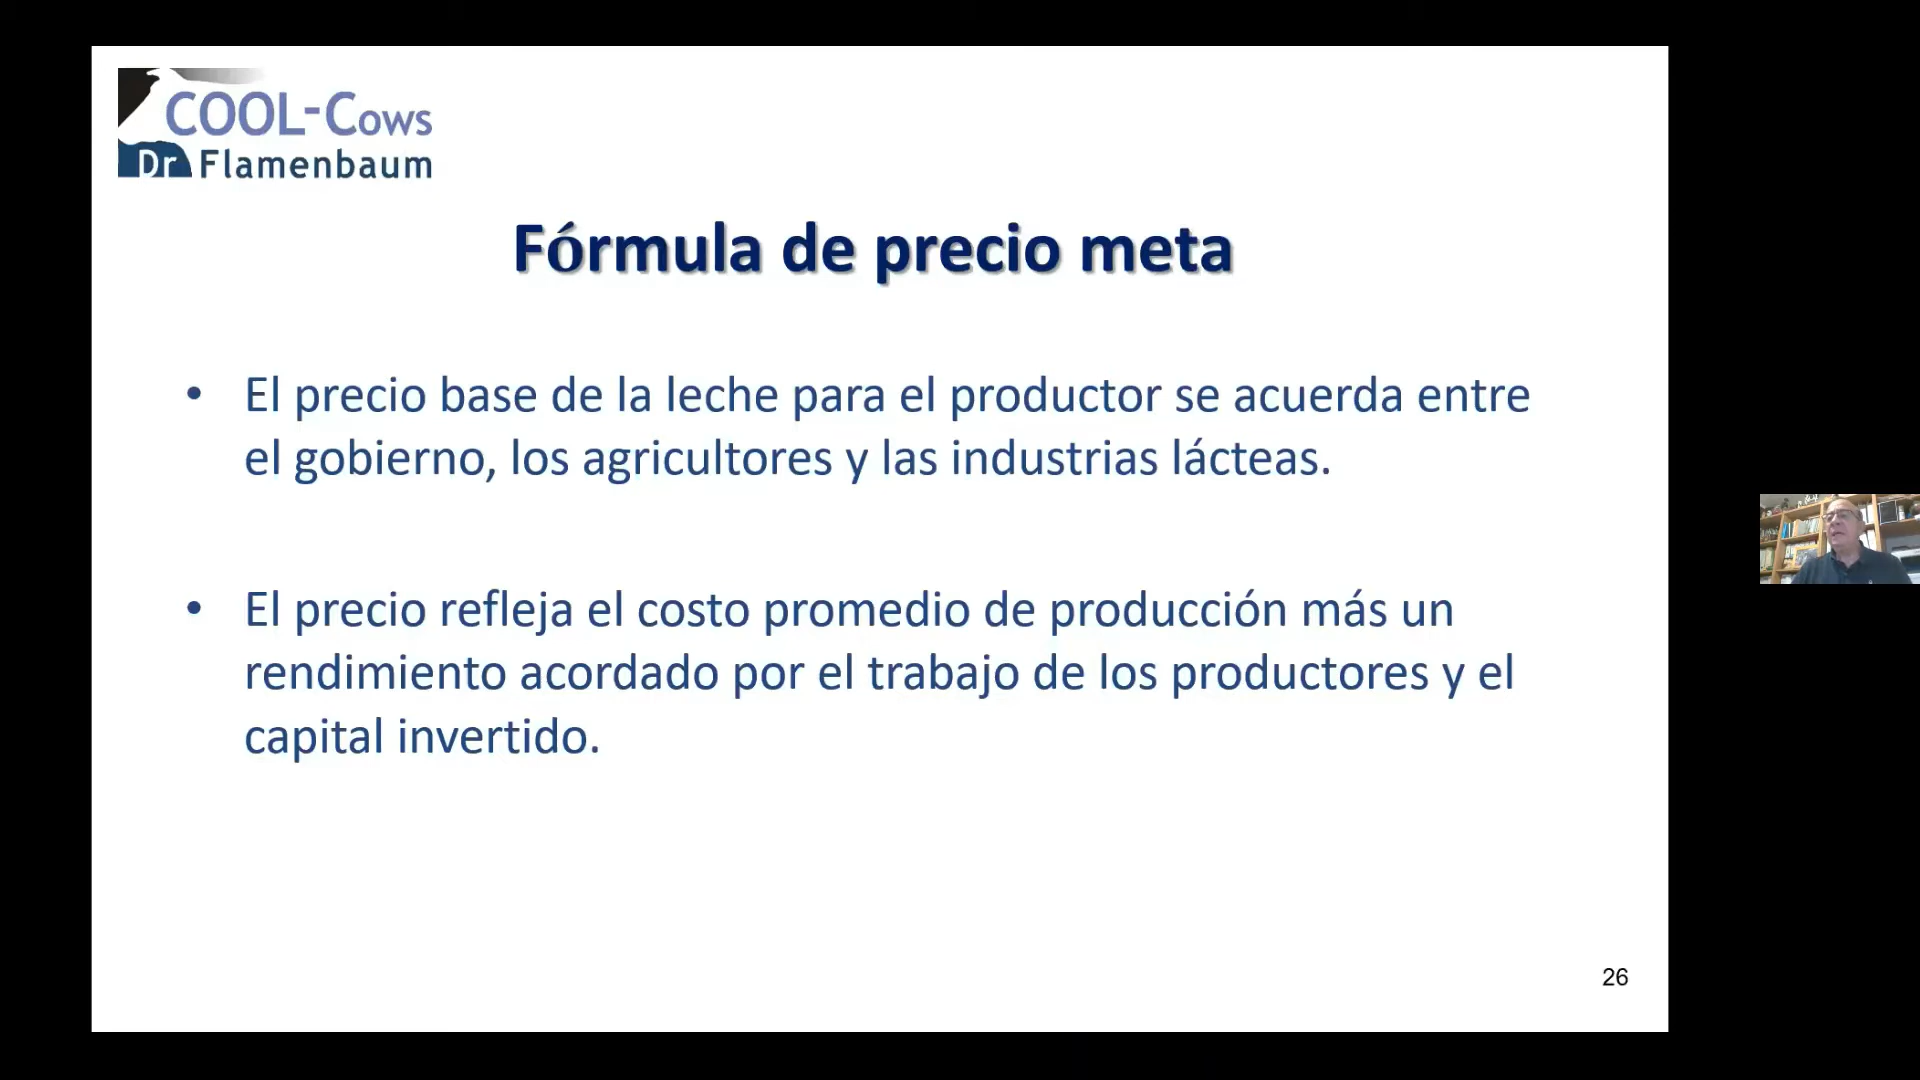 COOL-Cows
Dr Flamenbaum
Fórmula de precio meta
• El precio base de la leche para el productor se acuerda entre
el gobierno, los agricultores y las industrias lácteas.
• El precio refleja el costo promedio de producción más un
rendimiento acordado por el trabajo de los productores y el
capital invertido.
26